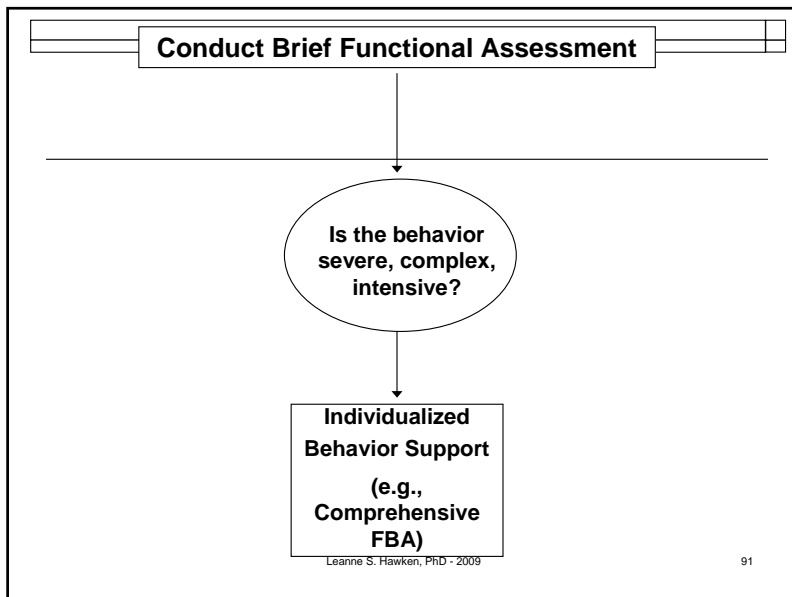 Conduct Brief Functional Assessment
Is the behavior
severe, complex,
intensive?
Individualized
Behavior Support
(e.g.,
Comprehensive
FBA)
Leanne S. Hawken, PhD - 2009
91